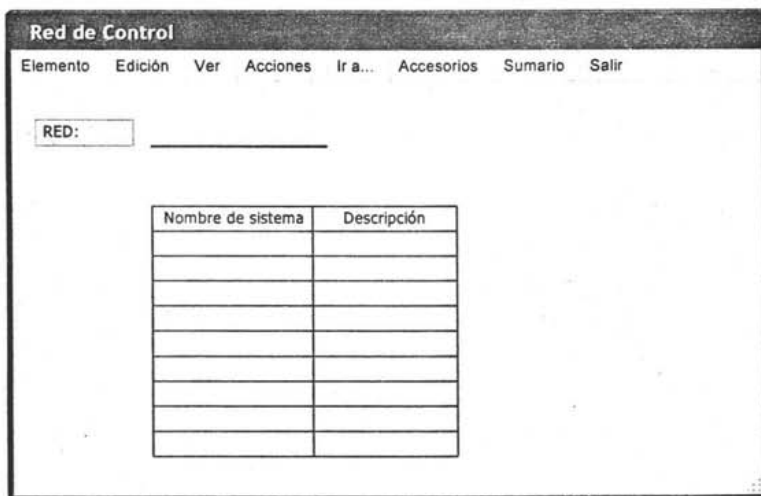 Red de Control
Elemento Edición Ver Acciones Ir a... Accesorios Sumario Salir
RED:
Nombre de sistema Descripción